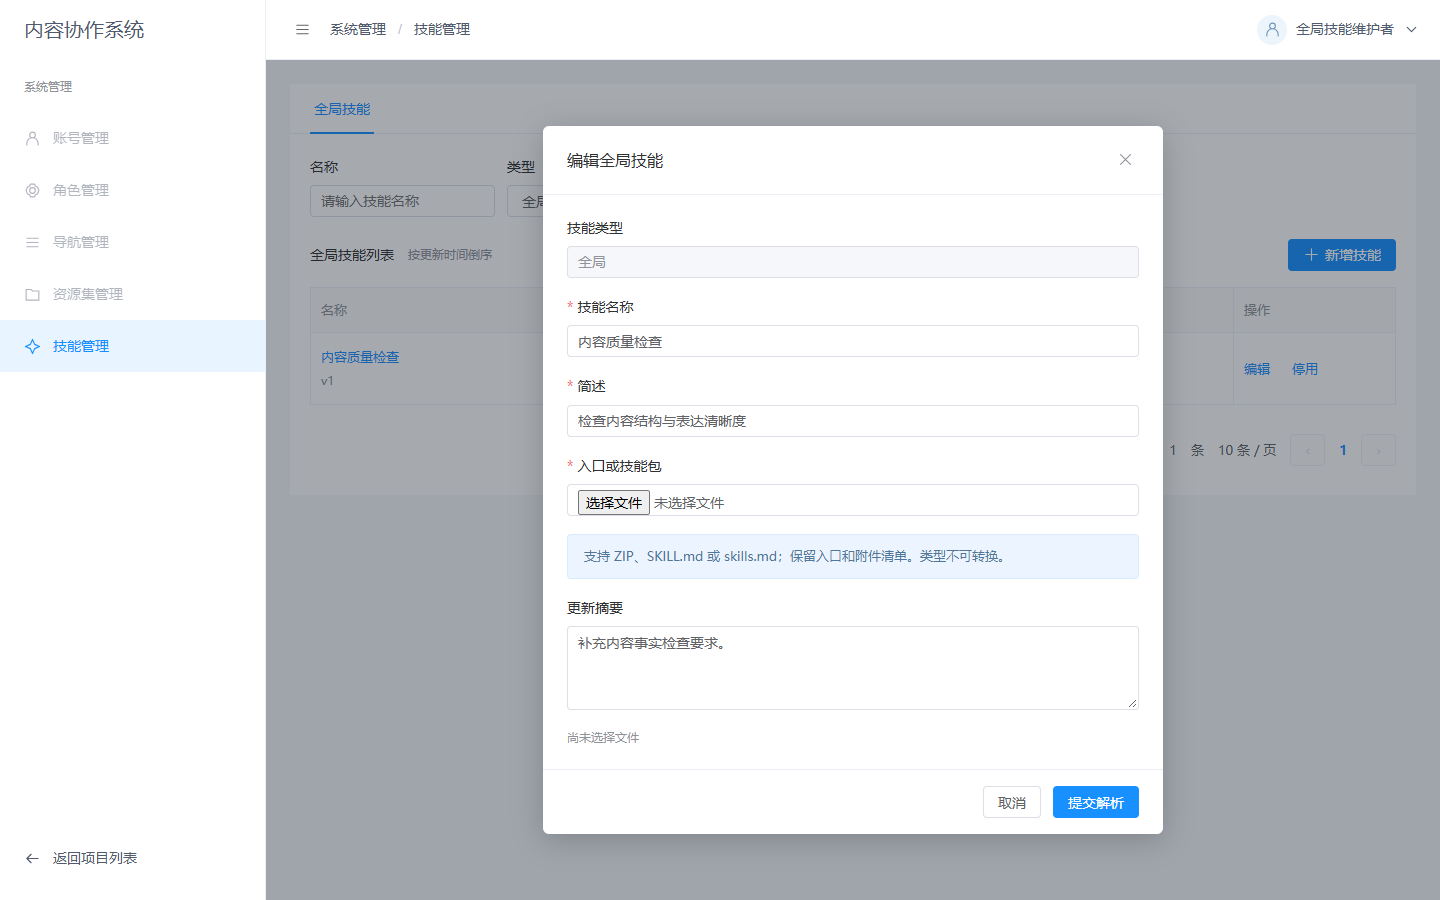 内容协作系统
系统管理
账号管理
角色管理
导航管理
资源集管理
技能管理
返回项目列表
系统管理 / 技能管理
全局技能维护者
全局技能
名称
请输入技能名称
类型
全局技能列表 按更新时间倒序
+ 新增技能
名称
操作
内容质量检查
v1
编辑 停用
1 条 10 条 / 页 ‹ 1 ›
编辑全局技能
技能类型
全局
* 技能名称
内容质量检查
* 简述
检查内容结构与表达清晰度
* 入口或技能包
选择文件 未选择文件
支持 ZIP、SKILL.md 或 skills.md；保留入口和附件清单。类型不可转换。
更新摘要
补充内容事实检查要求。
尚未选择文件
取消 提交解析